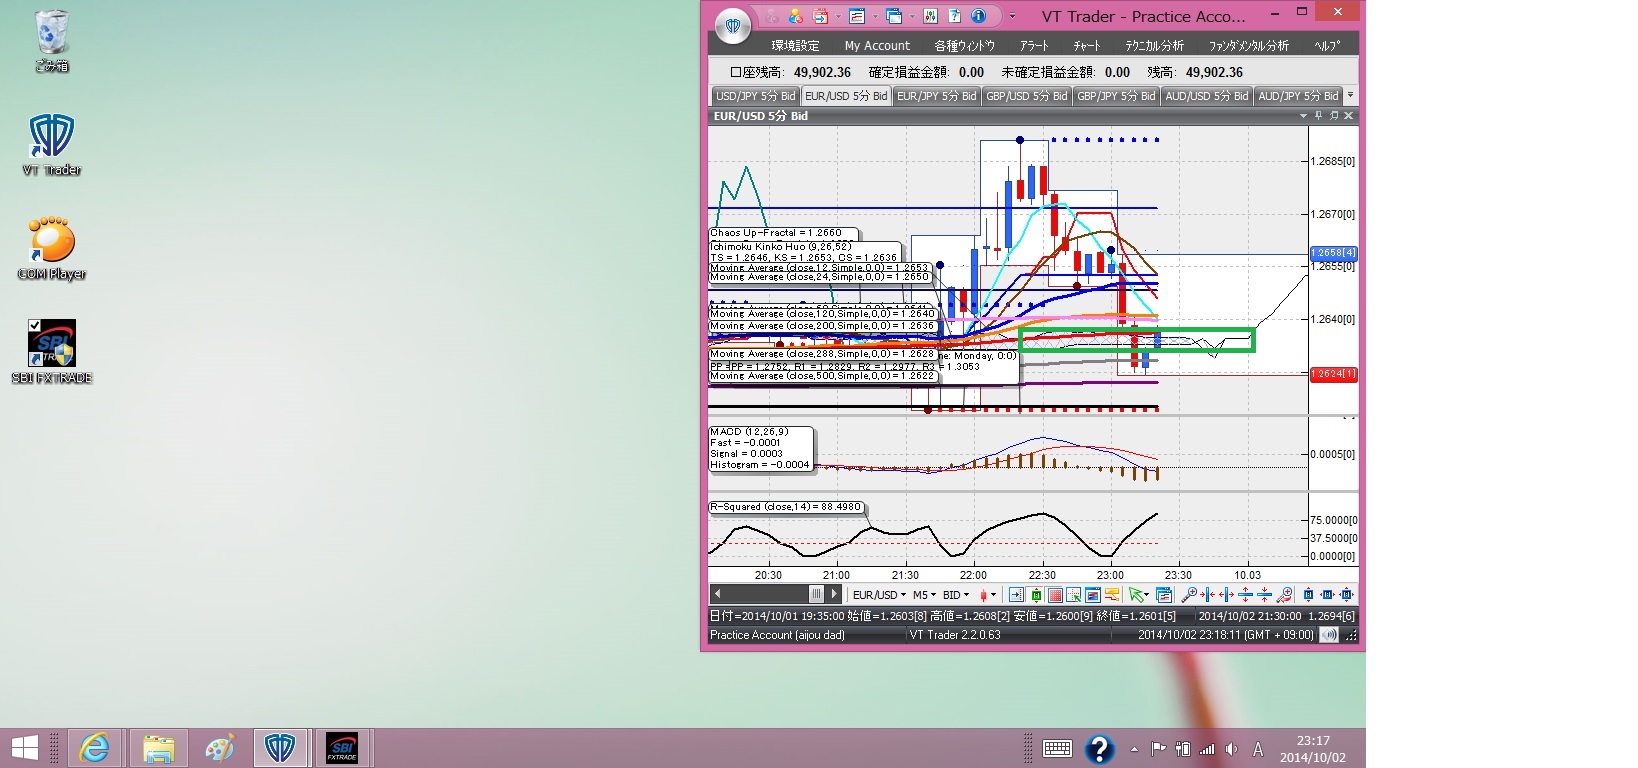 ごみ箱
VT Trader
GOM Player
SBI FXTRADE
VT Trader - Practice Acco...
環境設定 My Account 各種ウィンドウ アラート チャート テクニカル分析 ファンダメンタル分析 ヘルプ
口座残高: 49,902.36 確定損益金額: 0.00 未確定損益金額: 0.00 残高: 49,902.36
USD/JPY 5分 Bid EUR/USD 5分 Bid EUR/JPY 5分 Bid GBP/USD 5分 Bid GBP/JPY 5分 Bid AUD/USD 5分 Bid AUD/JPY 5分 Bid
EUR/USD 5分 Bid
1.2685[0]
1.2670[0]
1.2658[4]
1.2655[0]
1.2640[0]
1.2624[1]
Chaos Up-Fractal = 1.2660
Ichimoku Kinko Huo (9,26,52)
TS = 1.2646, KS = 1.2653, CS = 1.2636
Moving Average (close,12,Simple,0,0) = 1.2653
Moving Average (close,24,Simple,0,0) = 1.2650
Moving Average (close,120,Simple,0,0) = 1.2640
Moving Average (close,200,Simple,0,0) = 1.2636
Moving Average (close,288,Simple,0,0) = 1.2628
ne: Monday, 0:0)
PP = 1.2752, R1 = 1.2829, R2 = 1.2977, R3 = 1.3053
Moving Average (close,500,Simple,0,0) = 1.2622
MACD (12,26,9)
Fast = -0.0001
Signal = 0.0003
Histogram = -0.0004
0.0005[0]
R-Squared (close,14) = 88.4980
75.0000[0
37.5000[0
0.0000[0]
20:30 21:00 21:30 22:00 22:30 23:00 23:30 10.03
EUR/USD M5 BID
日付=2014/10/01 19:35:00 始値=1.2603[8] 高値=1.2608[2] 安値=1.2600[9] 終値=1.2601[5] 2014/10/02 21:30:00 1.2694[6]
Practice Account (aijou dad) VT Trader 2.2.0.63 2014/10/02 23:18:11 (GMT + 09:00)
SBI
FXTRADE
A
23:17
2014/10/02